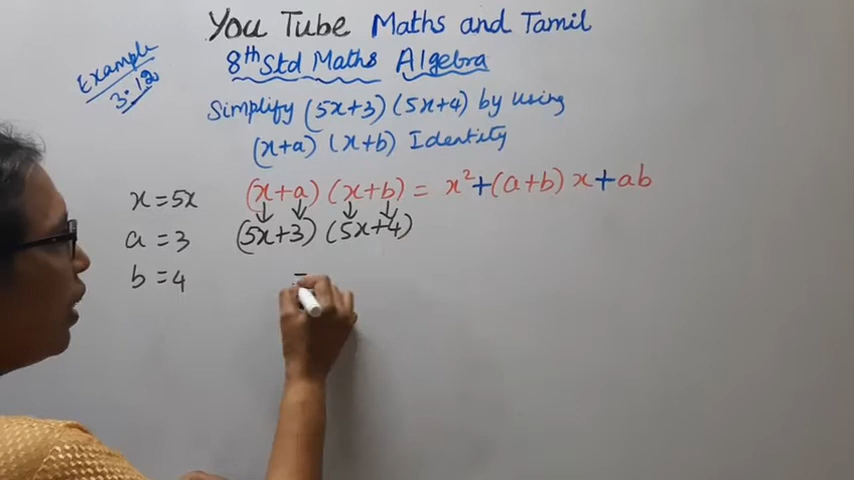 You Tube Maths and Tamil
8th Std Maths Algebra
Example
3.12
Simplify (5x+3) (5x+4) by using
(x+a) (x+b) Identity
x = 5x
(x+a) (x+b) = x² + (a+b) x + ab
a = 3
(5x+3) (5x+4)
b = 4
=